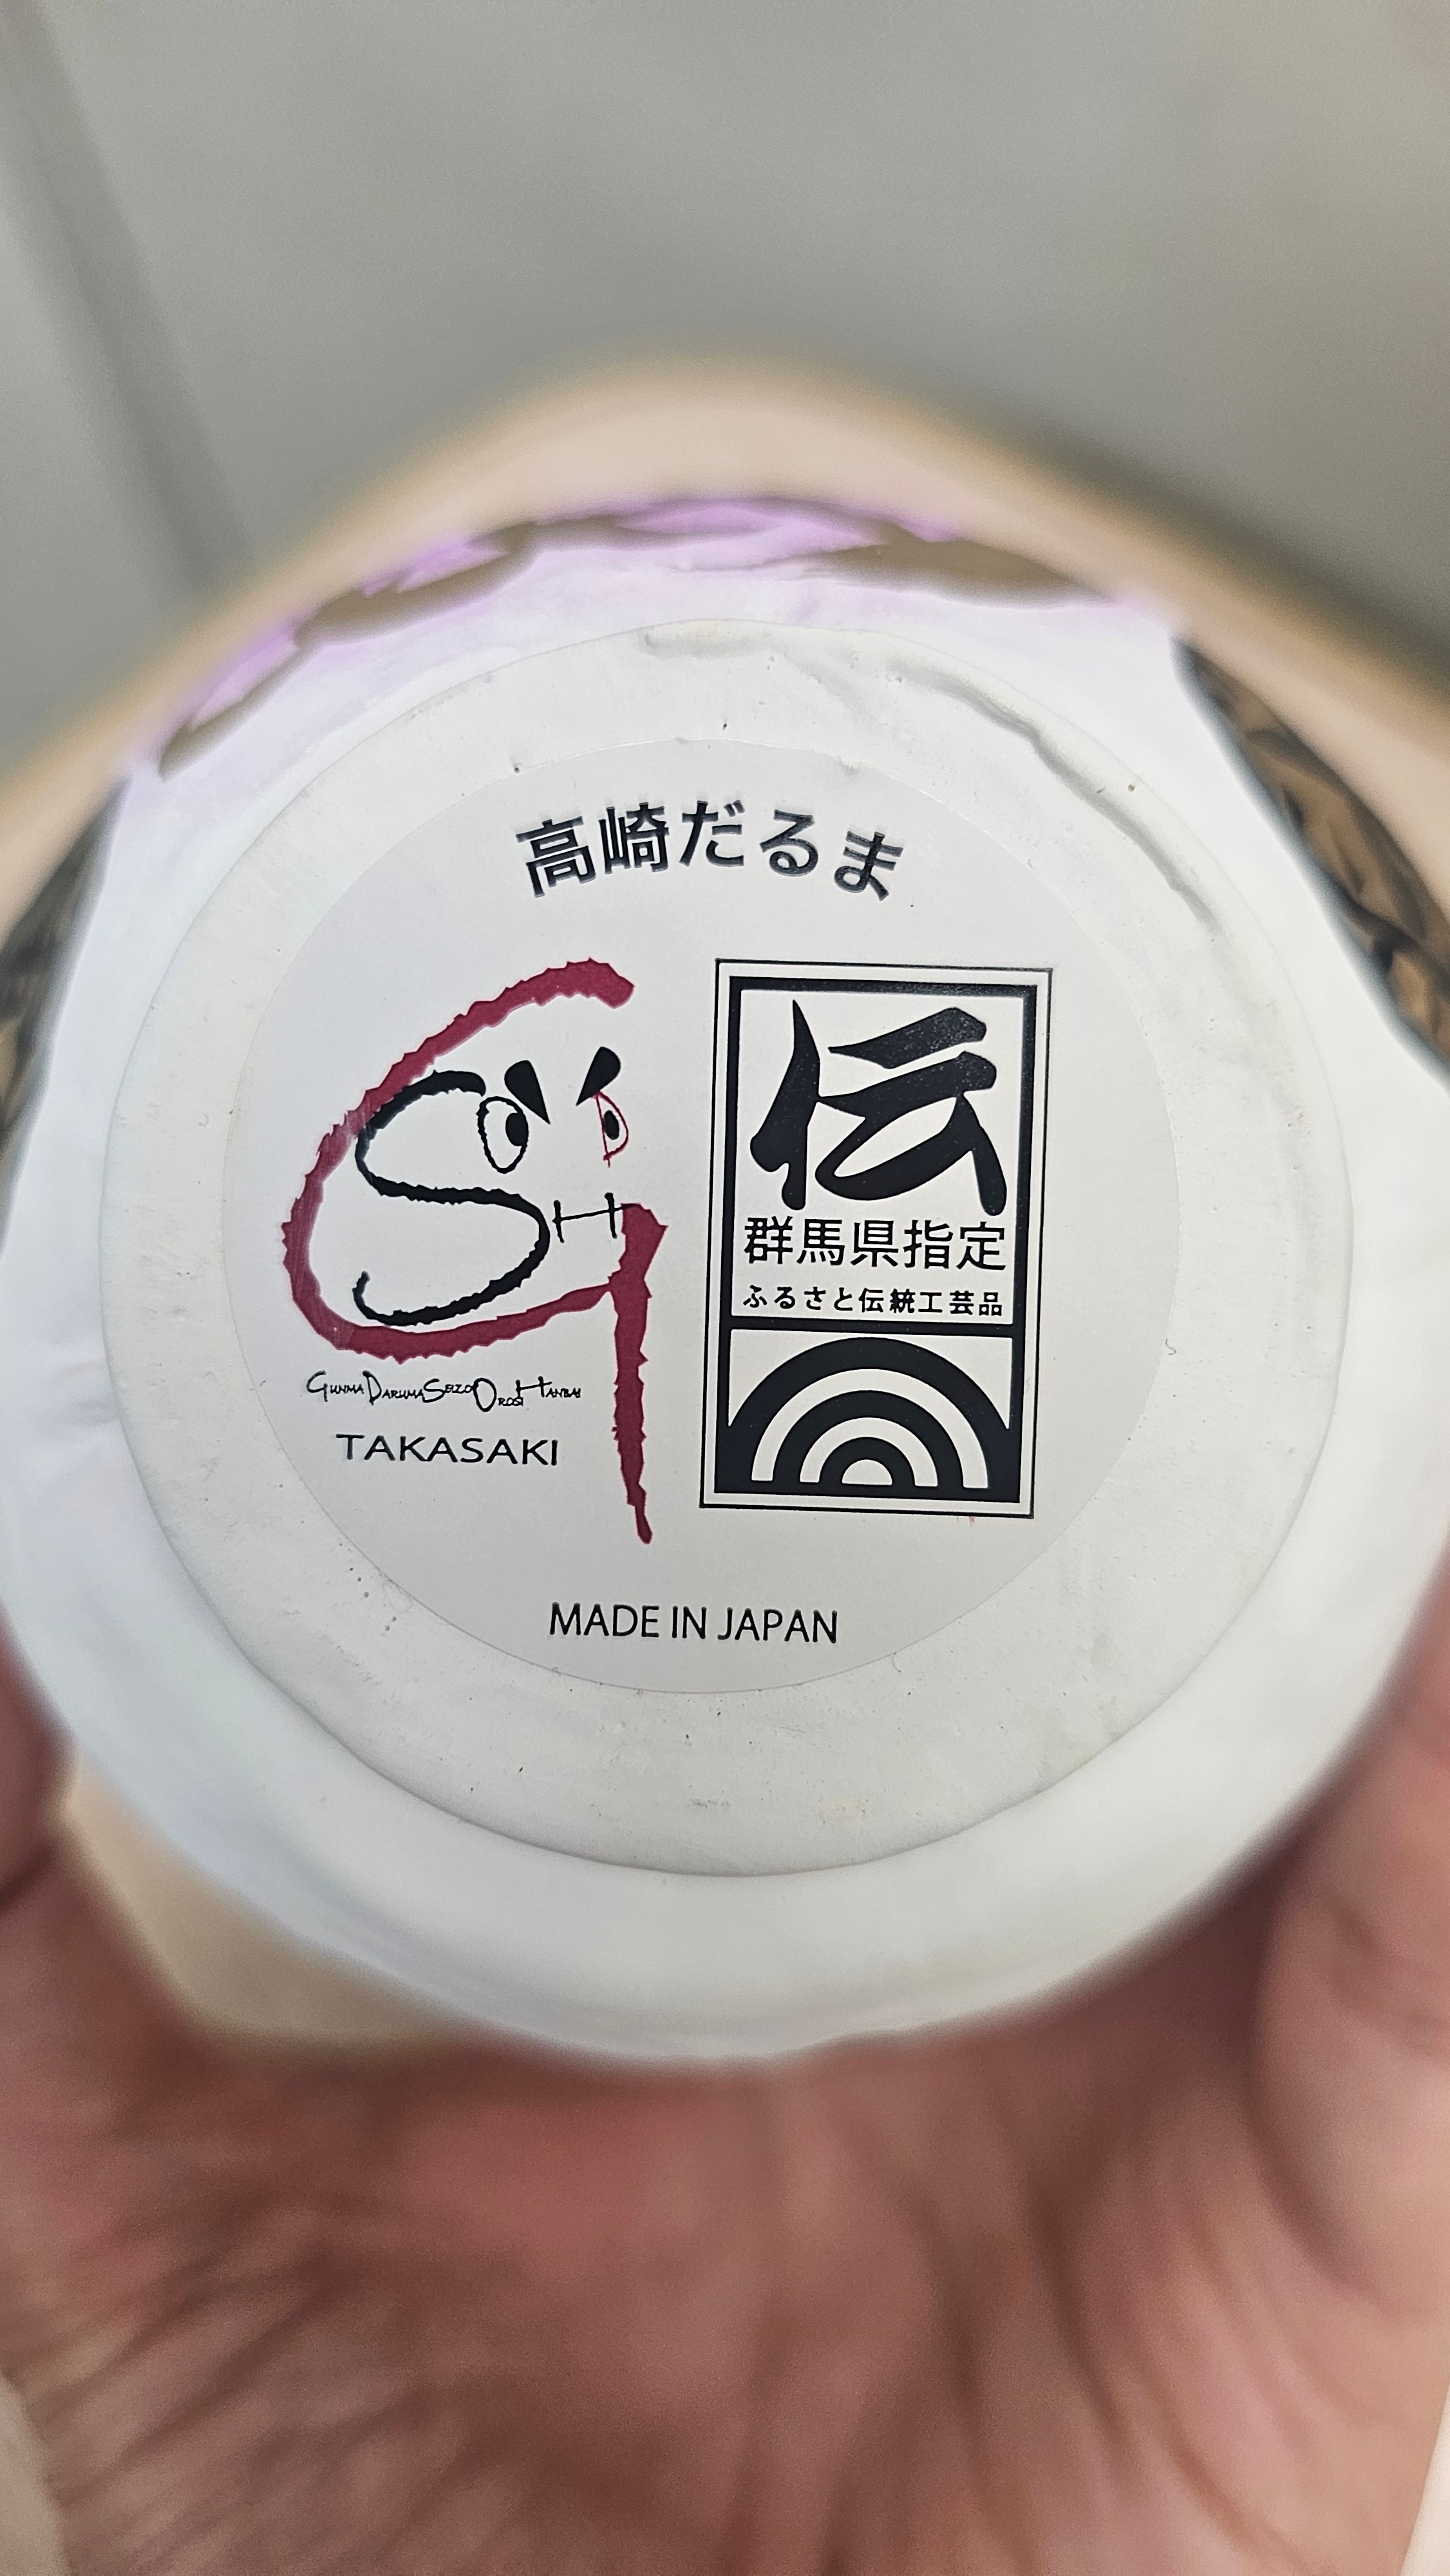 高崎だるま
SH
GUNMA DARUMA SEIZO OROSI HANBAI
TAKASAKI
伝
群馬県指定
ふるさと伝統工芸品
MADE IN JAPAN